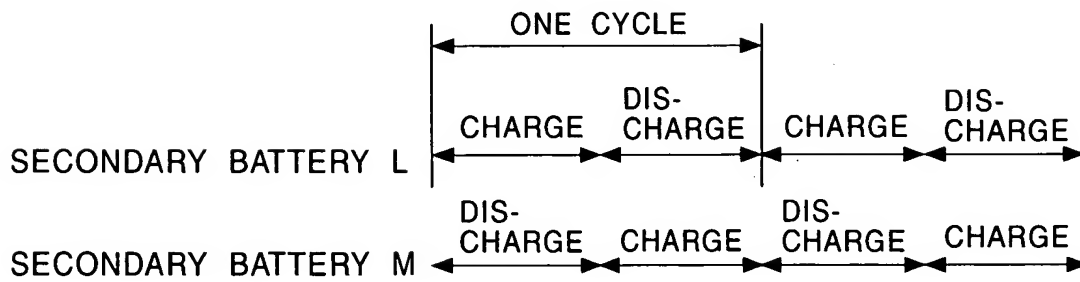 ONE CYCLE
CHARGE DIS-
CHARGE CHARGE DIS-
CHARGE
SECONDARY BATTERY L
DIS-
CHARGE CHARGE DIS-
CHARGE CHARGE
SECONDARY BATTERY M